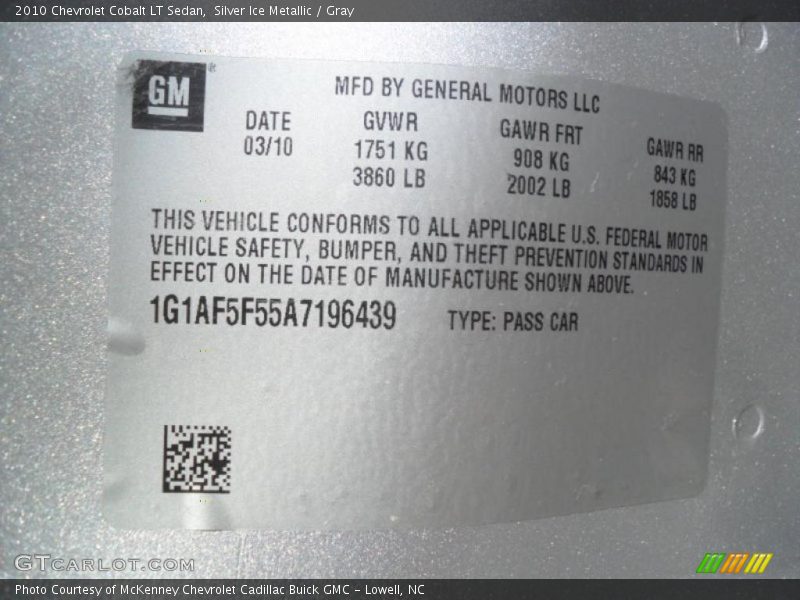 2010 Chevrolet Cobalt LT Sedan,  Silver Ice Metallic / Gray
GM®
MFD BY GENERAL MOTORS LLC
DATE GVWR GAWR FRT GAWR RR
03/10 1751 KG 908 KG 843 KG
3860 LB 2002 LB 1858 LB
THIS VEHICLE CONFORMS TO ALL APPLICABLE U.S. FEDERAL MOTOR
VEHICLE SAFETY, BUMPER, AND THEFT PREVENTION STANDARDS IN
EFFECT ON THE DATE OF MANUFACTURE SHOWN ABOVE.
1G1AF5F55A7196439 TYPE: PASS CAR
GTCARLOT.COM
Photo Courtesy of McKenney Chevrolet Cadillac Buick GMC - Lowell, NC